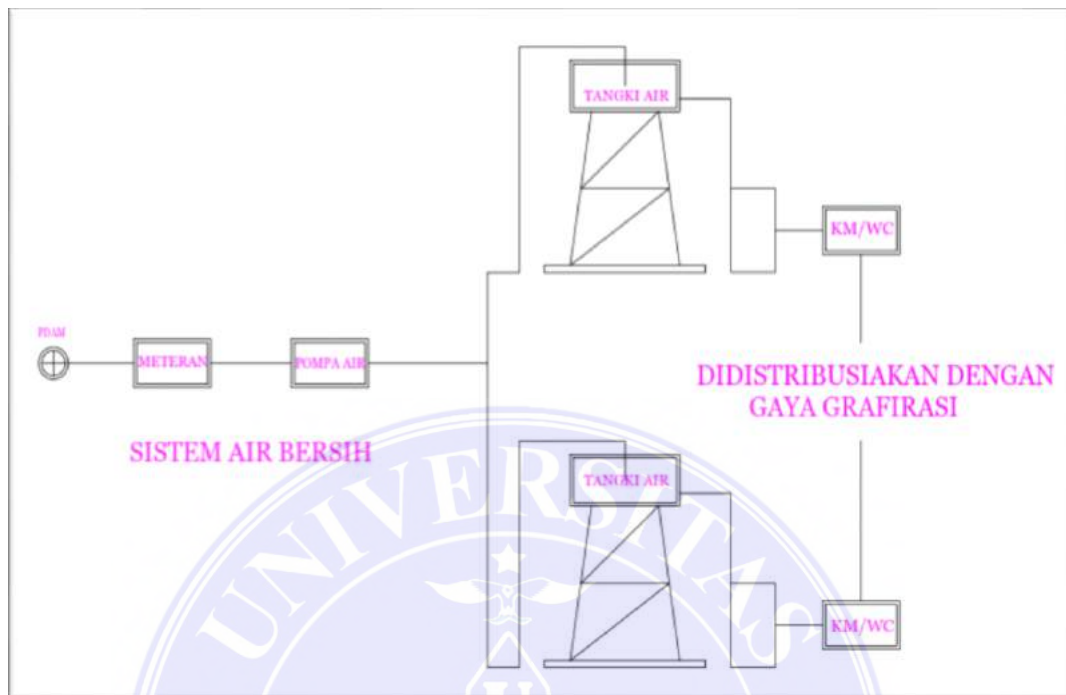 TANGKI AIR
KM/WC
PDAM
METERAN
POMPA AIR
DIDISTRIBUSIAKAN DENGAN
GAYA GRAFIRASI
SISTEM AIR BERSIH
TANGKI AIR
KM/WC
UNIVERSITAS